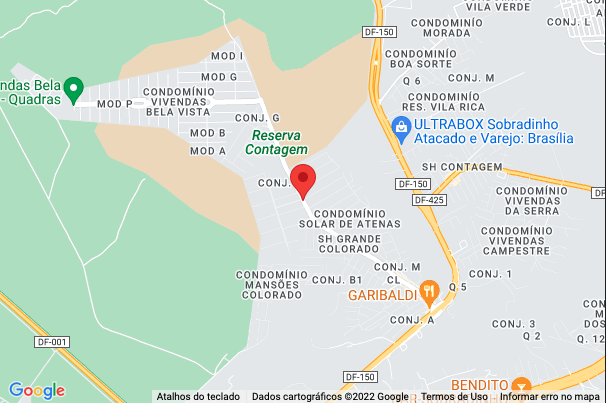 VILA VERDE
CONJ. L
DF-150
CONDOMÍNIO
MORADA
MOD I
CONDOMÍNIO
BOA SORTE
MOD G
ndas Bela
- Quadras
Q 6
CONJ. M
CONDOMÍNIO
VIVENDAS
BELA VISTA
MOD P
CONDOMÍNIO
RES. VILA RICA
CONJ. G
ULTRABOX Sobradinho
Atacado e Varejo: Brasília
MOD B
Reserva
Contagem
MOD A
SH CONTAGEM
CONJ.
DF-150
DF-425
CONDOMÍNIO
VIVENDAS
DA SERRA
CONDOMÍNIO
SOLAR DE ATENAS
SH GRANDE
COLORADO
CONDOMÍNIO
VIVENDAS
CAMPESTRE
CONDOMÍNIO
MANSÕES
COLORADO
CONJ. M
CONJ. B1
CL
CONJ. 1
GARIBALDI
Q 5
CONJ. A
CONJ. 3
Q 2
Q 12
DF-001
DF-150
BENDITO
Google
Atalhos do teclado
Dados cartográficos ©2022 Google
Termos de Uso
Informar erro no mapa